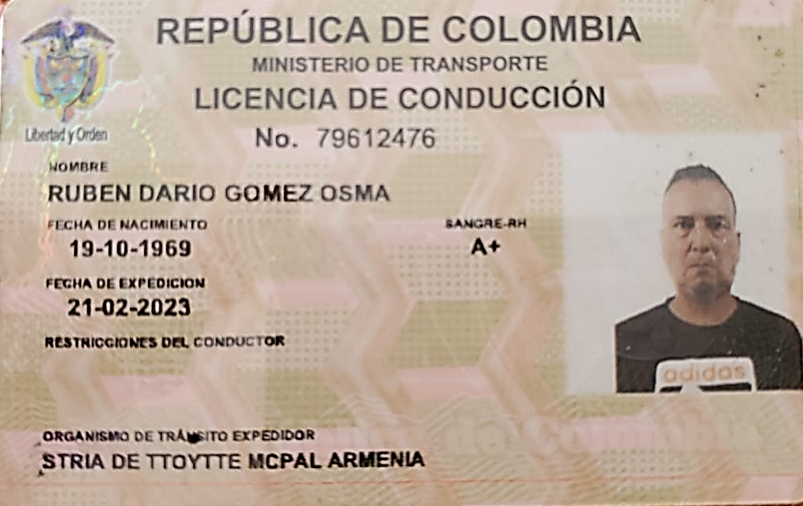 REPÚBLICA DE COLOMBIA
MINISTERIO DE TRANSPORTE
LICENCIA DE CONDUCCIÓN
Libertad y Orden
No. 79612476
NOMBRE
RUBEN DARIO GOMEZ OSMA
FECHA DE NACIMIENTO
SANGRE-RH
19-10-1969
A+
FECHA DE EXPEDICION
21-02-2023
RESTRICCIONES DEL CONDUCTOR
adidas
ORGANISMO DE TRÁNSITO EXPEDIDOR
STRIA DE TTOYTTE MCPAL ARMENIA